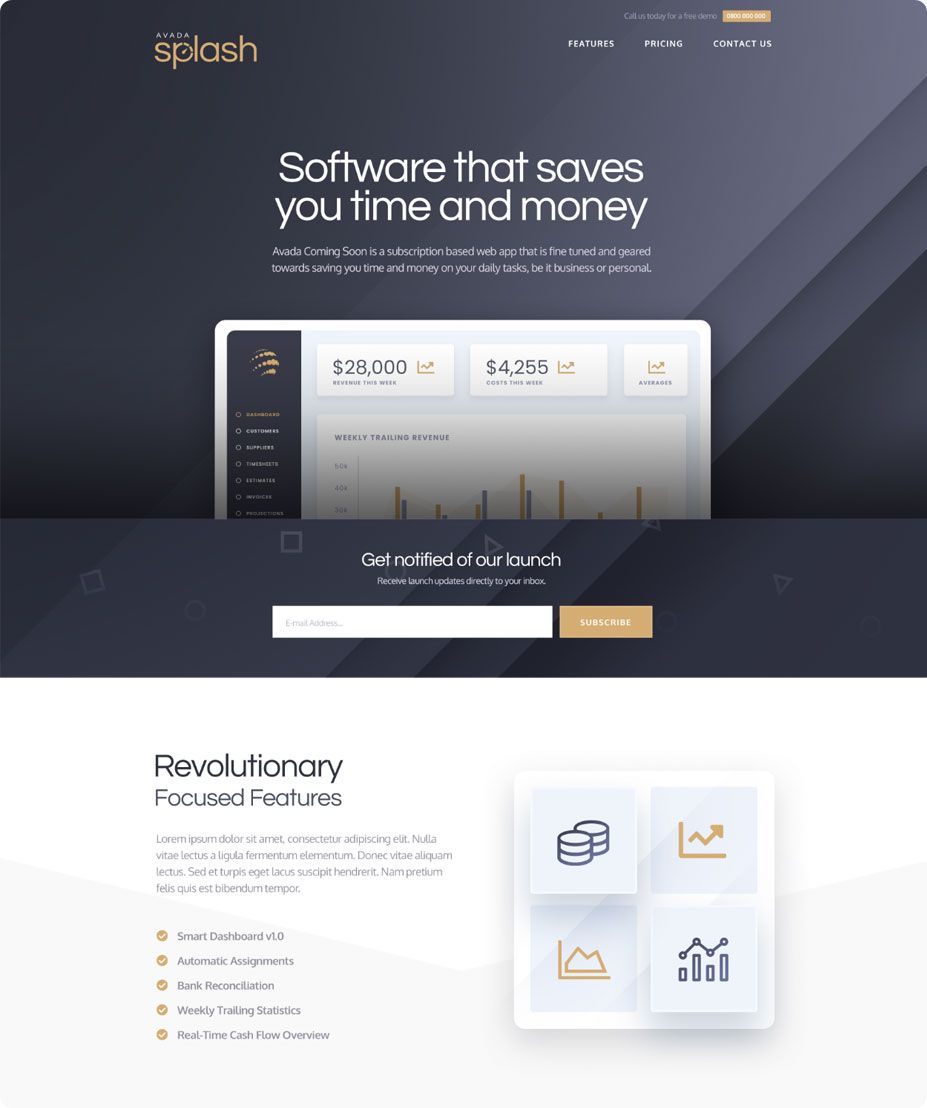 Call us today for a free demo 0800 000 000
AVADA
splash
FEATURES PRICING CONTACT US
Software that saves
you time and money
Avada Coming Soon is a subscription based web app that is fine tuned and geared
towards saving you time and money on your daily tasks, be it business or personal.
$28,000
REVENUE THIS WEEK
$4,255
COSTS THIS WEEK
AVERAGES
DASHBOARD
CUSTOMERS
SUPPLIERS
TIMESHEETS
ESTIMATES
INVOICES
PROJECTIONS
WEEKLY TRAILING REVENUE
50k
40k
30k
Get notified of our launch
Receive launch updates directly to your inbox.
E-mail Address...
SUBSCRIBE
Revolutionary
Focused Features
Lorem ipsum dolor sit amet, consectetur adipiscing elit. Nulla
vitae lectus a ligula fermentum elementum. Donec vitae aliquam
lectus. Sed et turpis eget lacus suscipit hendrerit. Nam pretium
felis quis est bibendum tempor.
Smart Dashboard v1.0
Automatic Assignments
Bank Reconciliation
Weekly Trailing Statistics
Real-Time Cash Flow Overview